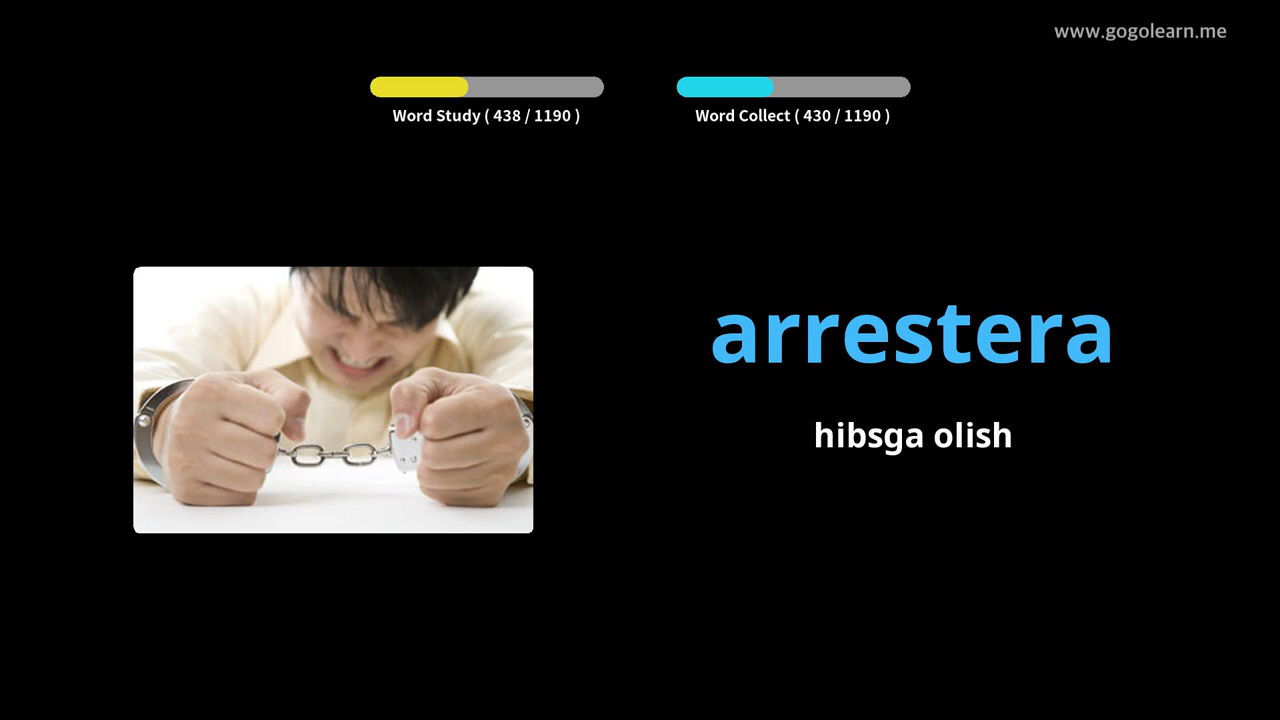 www.gogolearn.me
Word Study ( 438 / 1190 )
Word Collect ( 430 / 1190 )
arrestera
hibsga olish